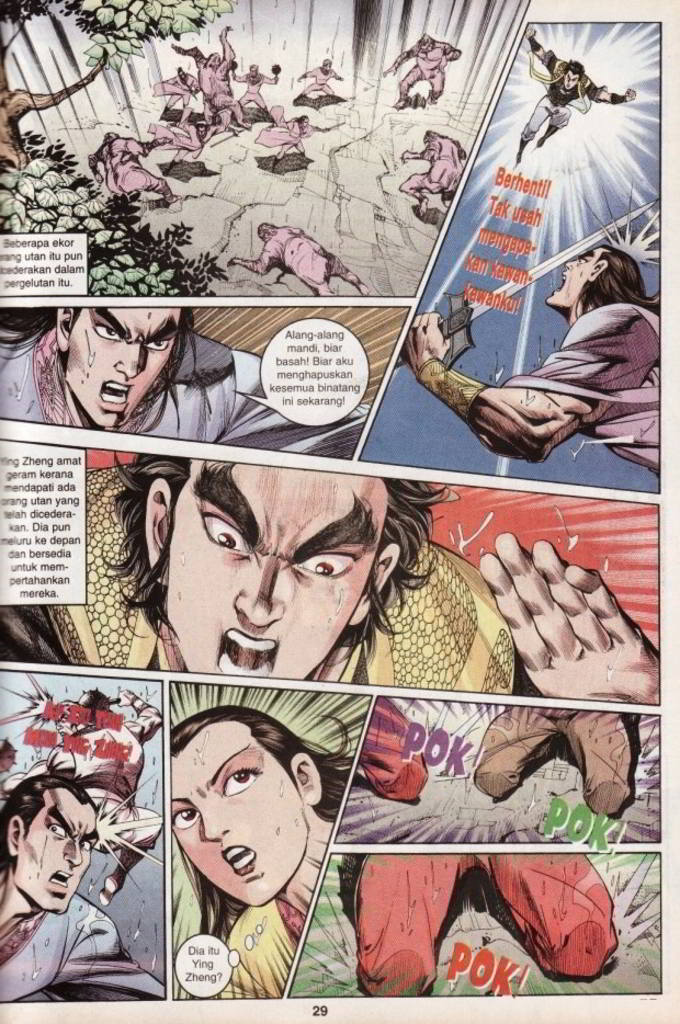 Beberapa ekor
orang utan itu pun
dicederakan dalam
pergelutan itu.
Berhenti!
Tak usah
mengapa-
kan kawan-
kawanku!
Alang-alang
mandi, biar
basah! Biar aku
menghapuskan
kesemua binatang
ini sekarang!
Ying Zheng amat
geram kerana
mendapati ada
orang utan yang
telah dicedera-
kan. Dia pun
meluru ke depan
dan bersedia
untuk mem-
pertahankan
mereka.
Dia itu
Ying
Zheng?
POK
POK
POK
29